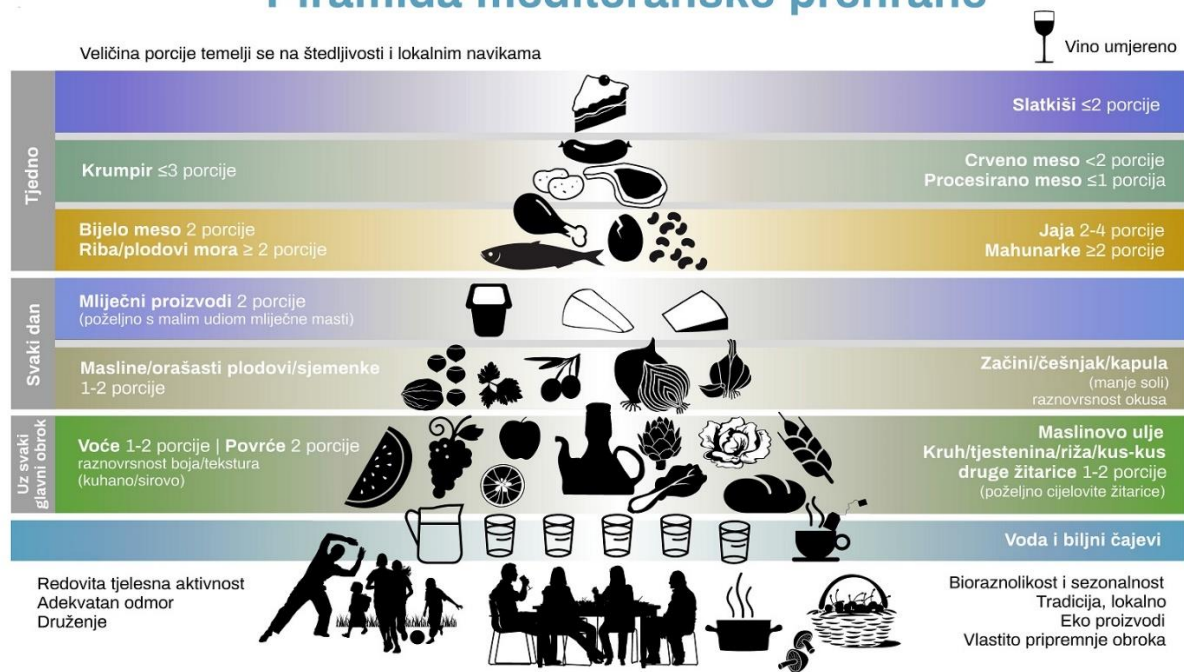 Piramida mediteranske prehrane
Veličina porcije temelji se na štedljivosti i lokalnim navikama
Vino umjereno
Tjedno
Slatkiši ≤2 porcije
Krumpir ≤3 porcije
Crveno meso <2 porcije
Procesirano meso ≤1 porcija
Bijelo meso 2 porcije
Riba/plodovi mora ≥ 2 porcije
Jaja 2-4 porcije
Mahunarke ≥2 porcije
Svaki dan
Mliječni proizvodi 2 porcije
(poželjno s malim udiom mliječne masti)
Masline/orašasti plodovi/sjemenke
1-2 porcije
Začini/češnjak/kapula
(manje soli)
raznovrsnost okusa
Uz svaki
glavni obrok
Voće 1-2 porcije | Povrće 2 porcije
raznovrsnost boja/tekstura
(kuhano/sirovo)
Maslinovo ulje
Kruh/tjestenina/riža/kus-kus
druge žitarice 1-2 porcije
(poželjno cijelovite žitarice)
Voda i biljni čajevi
Redovita tjelesna aktivnost
Adekvatan odmor
Druženje
Bioraznolikost i sezonalnost
Tradicija, lokalno
Eko proizvodi
Vlastito pripremnje obroka